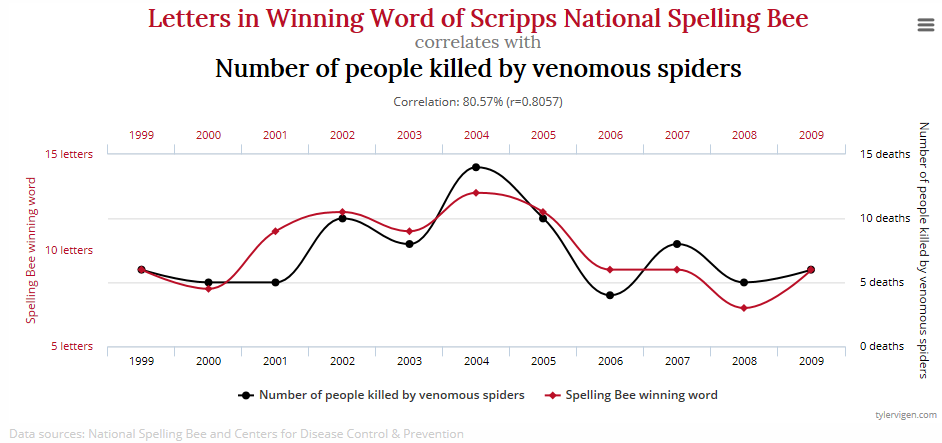 Letters in Winning Word of Scripps National Spelling Bee
correlates with
Number of people killed by venomous spiders
Correlation: 80.57% (r=0.8057)
1999 2000 2001 2002 2003 2004 2005 2006 2007 2008 2009
Spelling Bee winning word
15 letters
10 letters
5 letters
15 deaths
10 deaths
5 deaths
0 deaths
Number of people killed by venomous spiders
1999 2000 2001 2002 2003 2004 2005 2006 2007 2008 2009
Number of people killed by venomous spiders
Spelling Bee winning word
tylervigen.com
Data sources: National Spelling Bee and Centers for Disease Control & Prevention